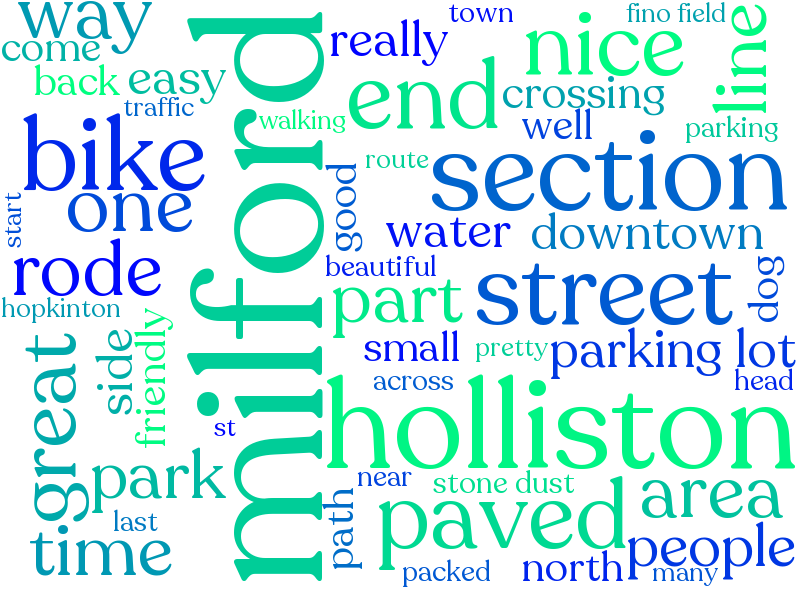 way
town
fino field
come
really
nice
line
back
easy
end
crossing
traffic
walking
well
parking
bike
milford
route
section
one
good
start
water
downtown
rode
beautiful
dog
hopkinton
part
street
great
side
friendly
small
pretty
parking lot
across
head
st
holliston
park
near
stone dust
area
last
path
paved
time
people
packed
north
many